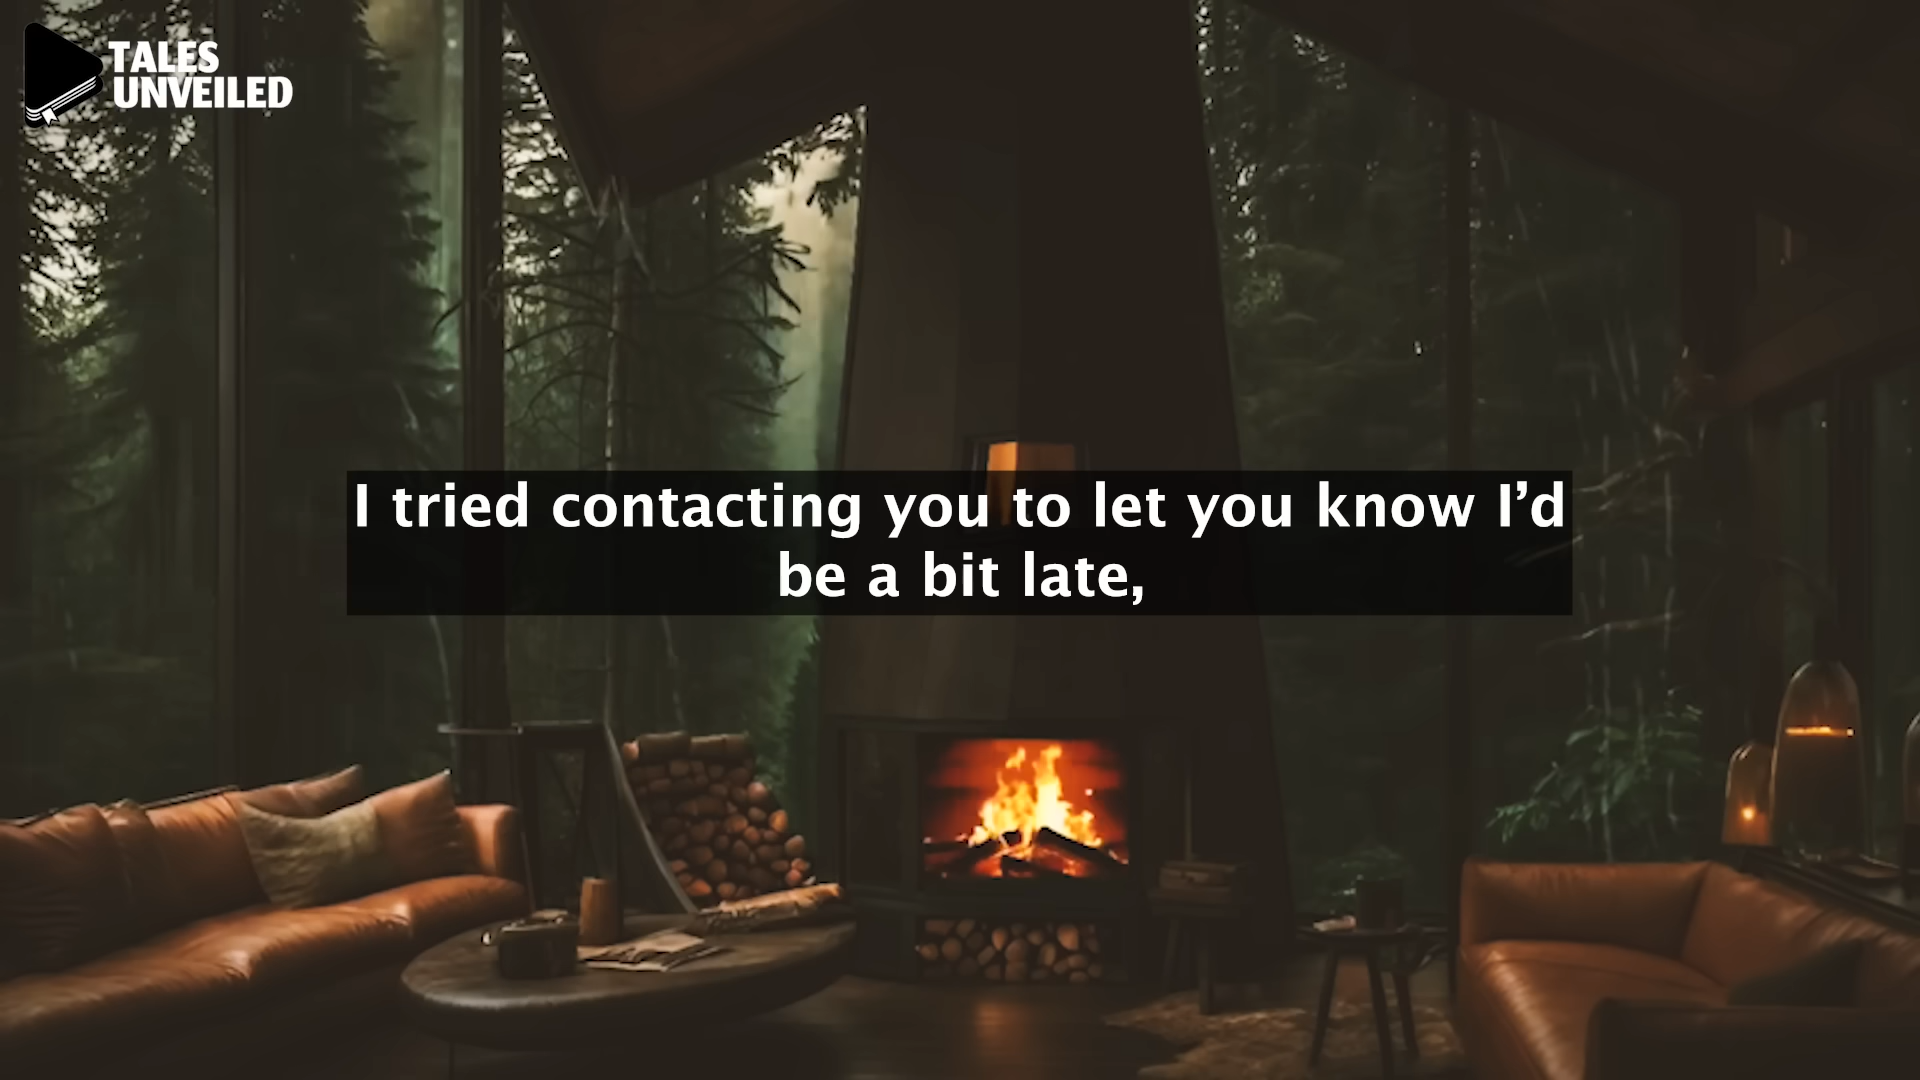 TALES
UNVEILED
I tried contacting you to let you know I’d
be a bit late,